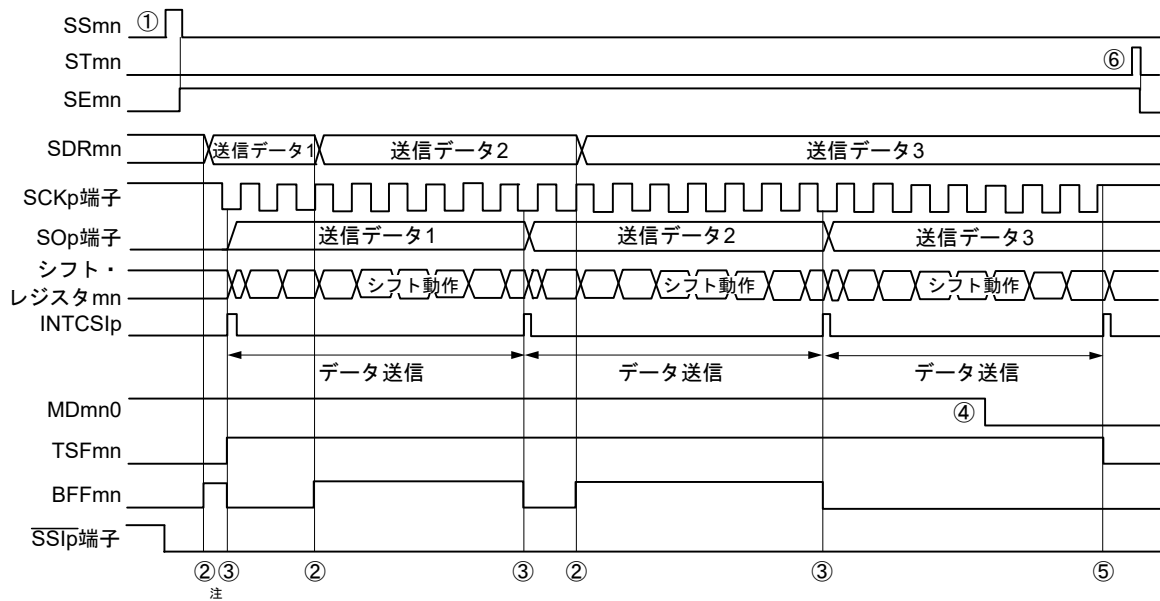 SSmn ①
STmn ⑥
SEmn
SDRmn 送信データ1 送信データ2 送信データ3
SCKp端子
SOp端子 送信データ1 送信データ2 送信データ3
シフト・
レジスタmn シフト動作 シフト動作 シフト動作
INTCSIp
データ送信 データ送信 データ送信
MDmn0 ④
TSFmn
BFFmn
SSIp端子
② ③ ② ③ ② ③ ⑤
注